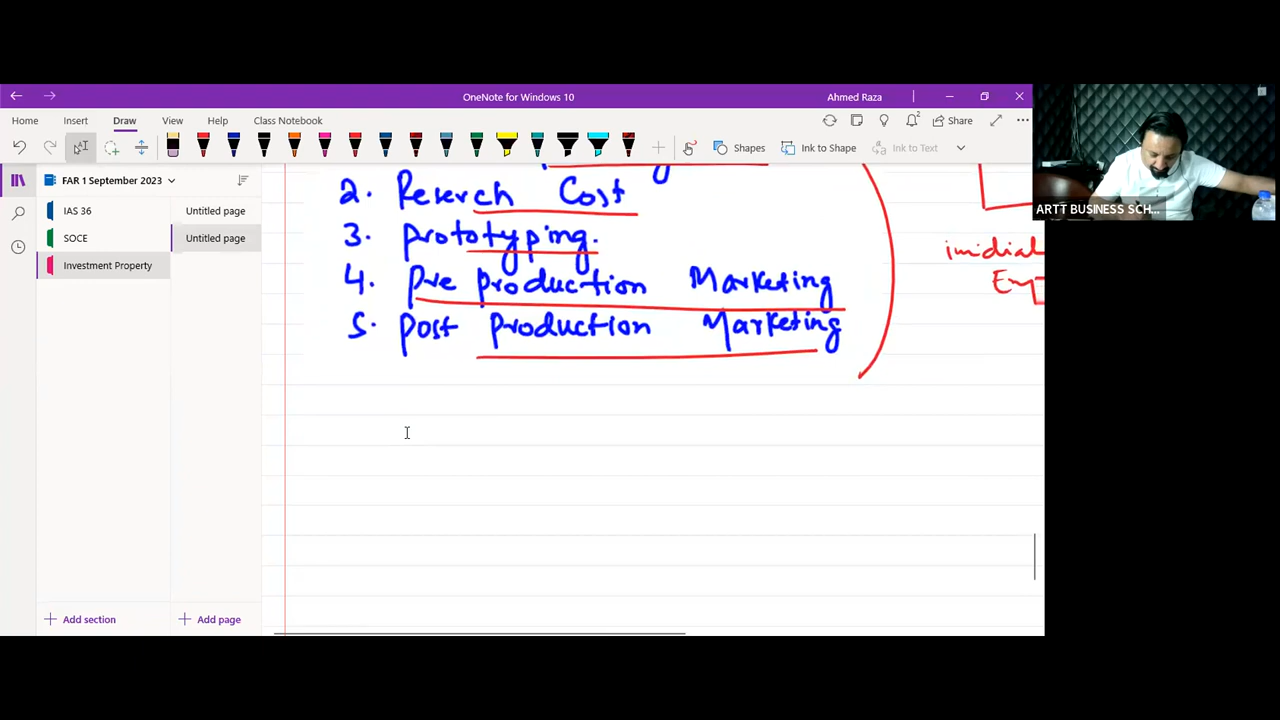 OneNote for Windows 10
Ahmed Raza
Home Insert Draw View Help Class Notebook
Share
Shapes Ink to Shape Ink to Text
FAR 1 September 2023
IAS 36
SOCE
Investment Property
Untitled page
Untitled page
2. Reserch Cost
3. prototyping.
4. Pre production Marketing
5. post production Marketing
imidial
ARTT BUSINESS SCH...
Add section
Add page